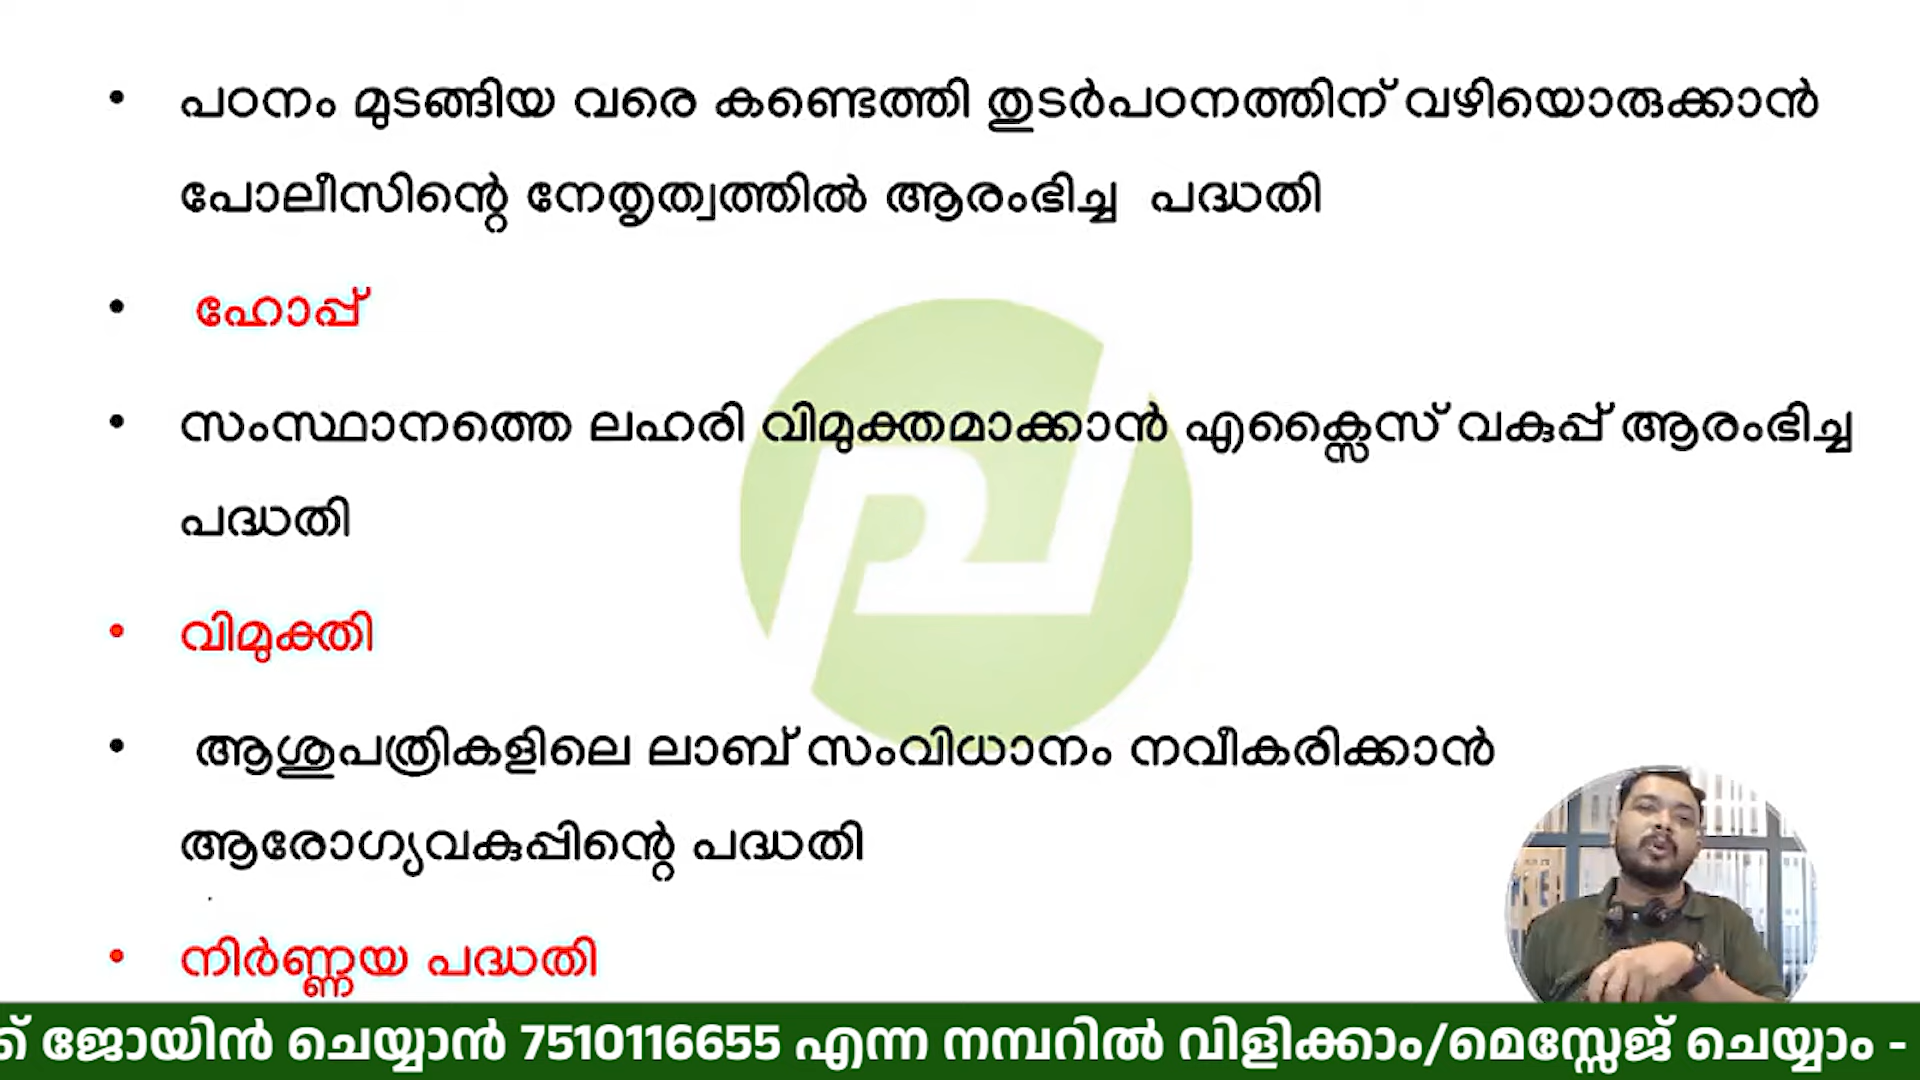 • പഠനം മുടങ്ങിയ വരെ കണ്ടെത്തി തുടർപഠനത്തിന് വഴിയൊരുക്കാൻ
പോലീസിന്റെ നേതൃത്വത്തിൽ ആരംഭിച്ച പദ്ധതി
• ഹോപ്പ്
• സംസ്ഥാനത്തെ ലഹരി വിമുക്തമാക്കാൻ എക്സൈസ് വകുപ്പ് ആരംഭിച്ച
പദ്ധതി
• വിമുക്തി
• ആശുപത്രികളിലെ ലാബ് സംവിധാനം നവീകരിക്കാൻ
ആരോഗ്യവകുപ്പിന്റെ പദ്ധതി
• നിർണ്ണയ പദ്ധതി
ജോയിൻ ചെയ്യാൻ 7510116655 എന്ന നമ്പറിൽ വിളിക്കാം/മെസ്സേജ് ചെയ്യാം -